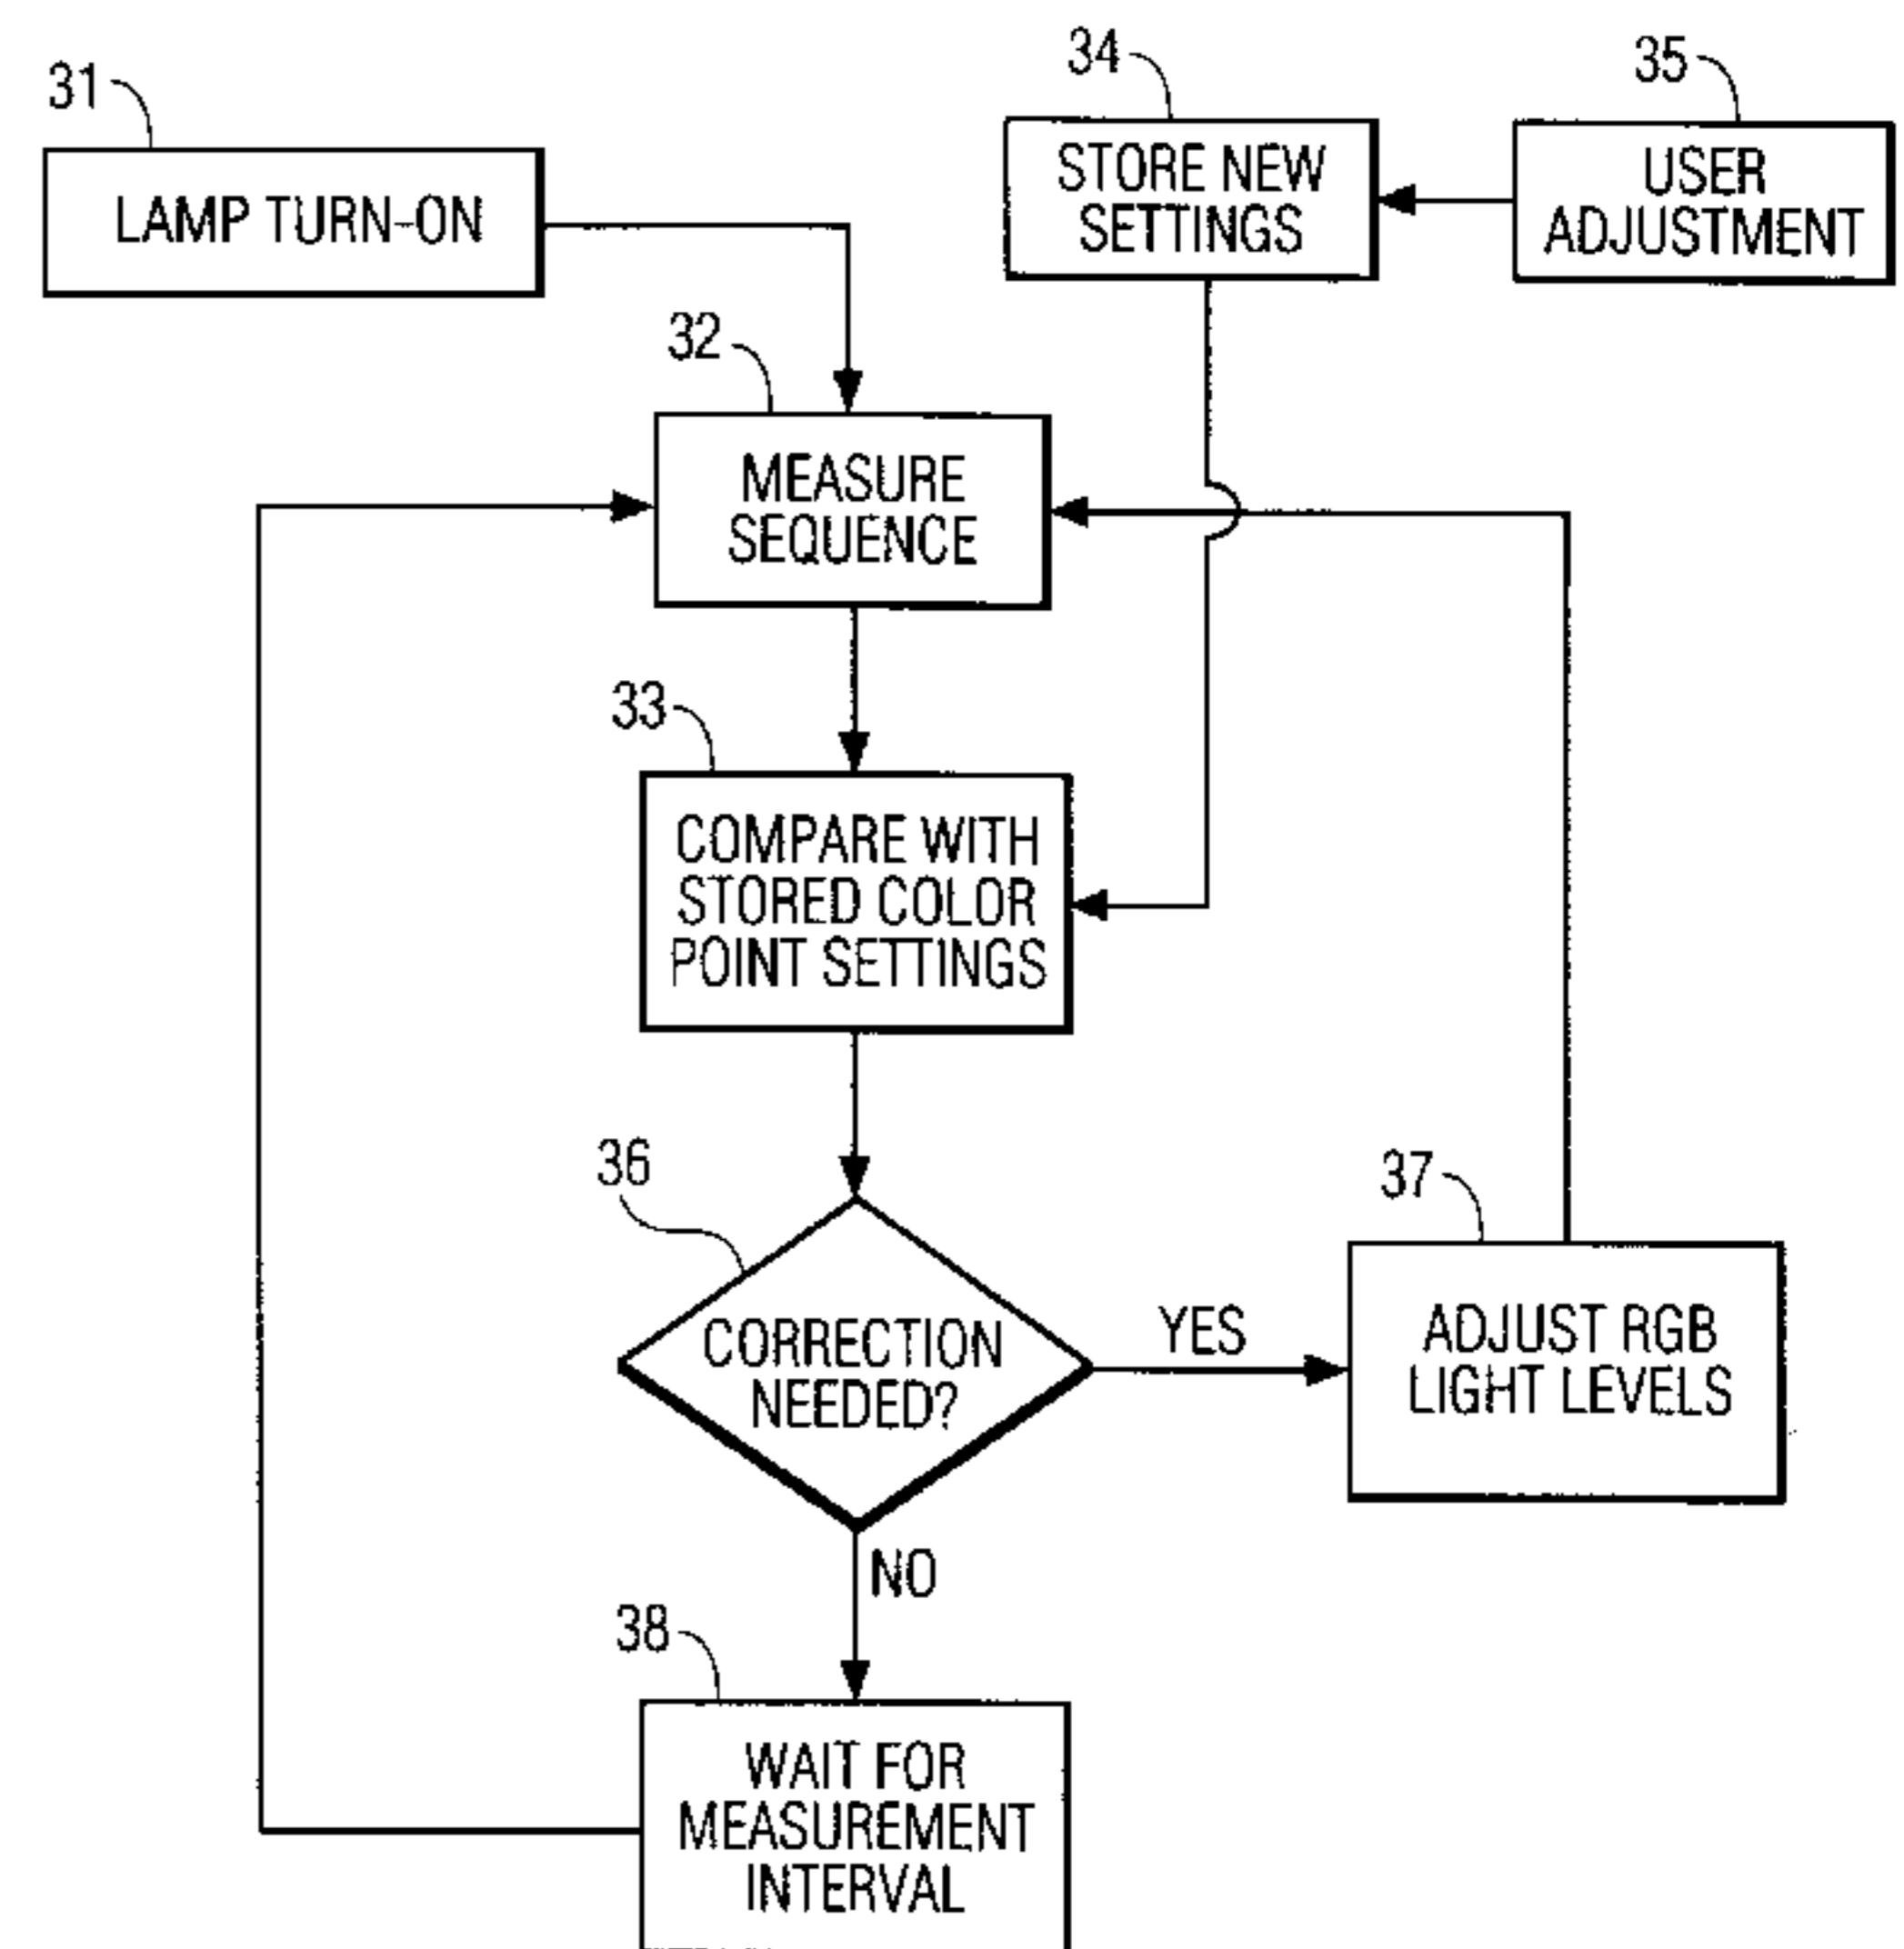 31
LAMP TURN-ON
34
STORE NEW
SETTINGS
35
USER
ADJUSTMENT
32
MEASURE
SEQUENCE
33
COMPARE WITH
STORED COLOR
POINT SETTINGS
36
CORRECTION
NEEDED?
YES
37
ADJUST RGB
LIGHT LEVELS
NO
38
WAIT FOR
MEASUREMENT
INTERVAL